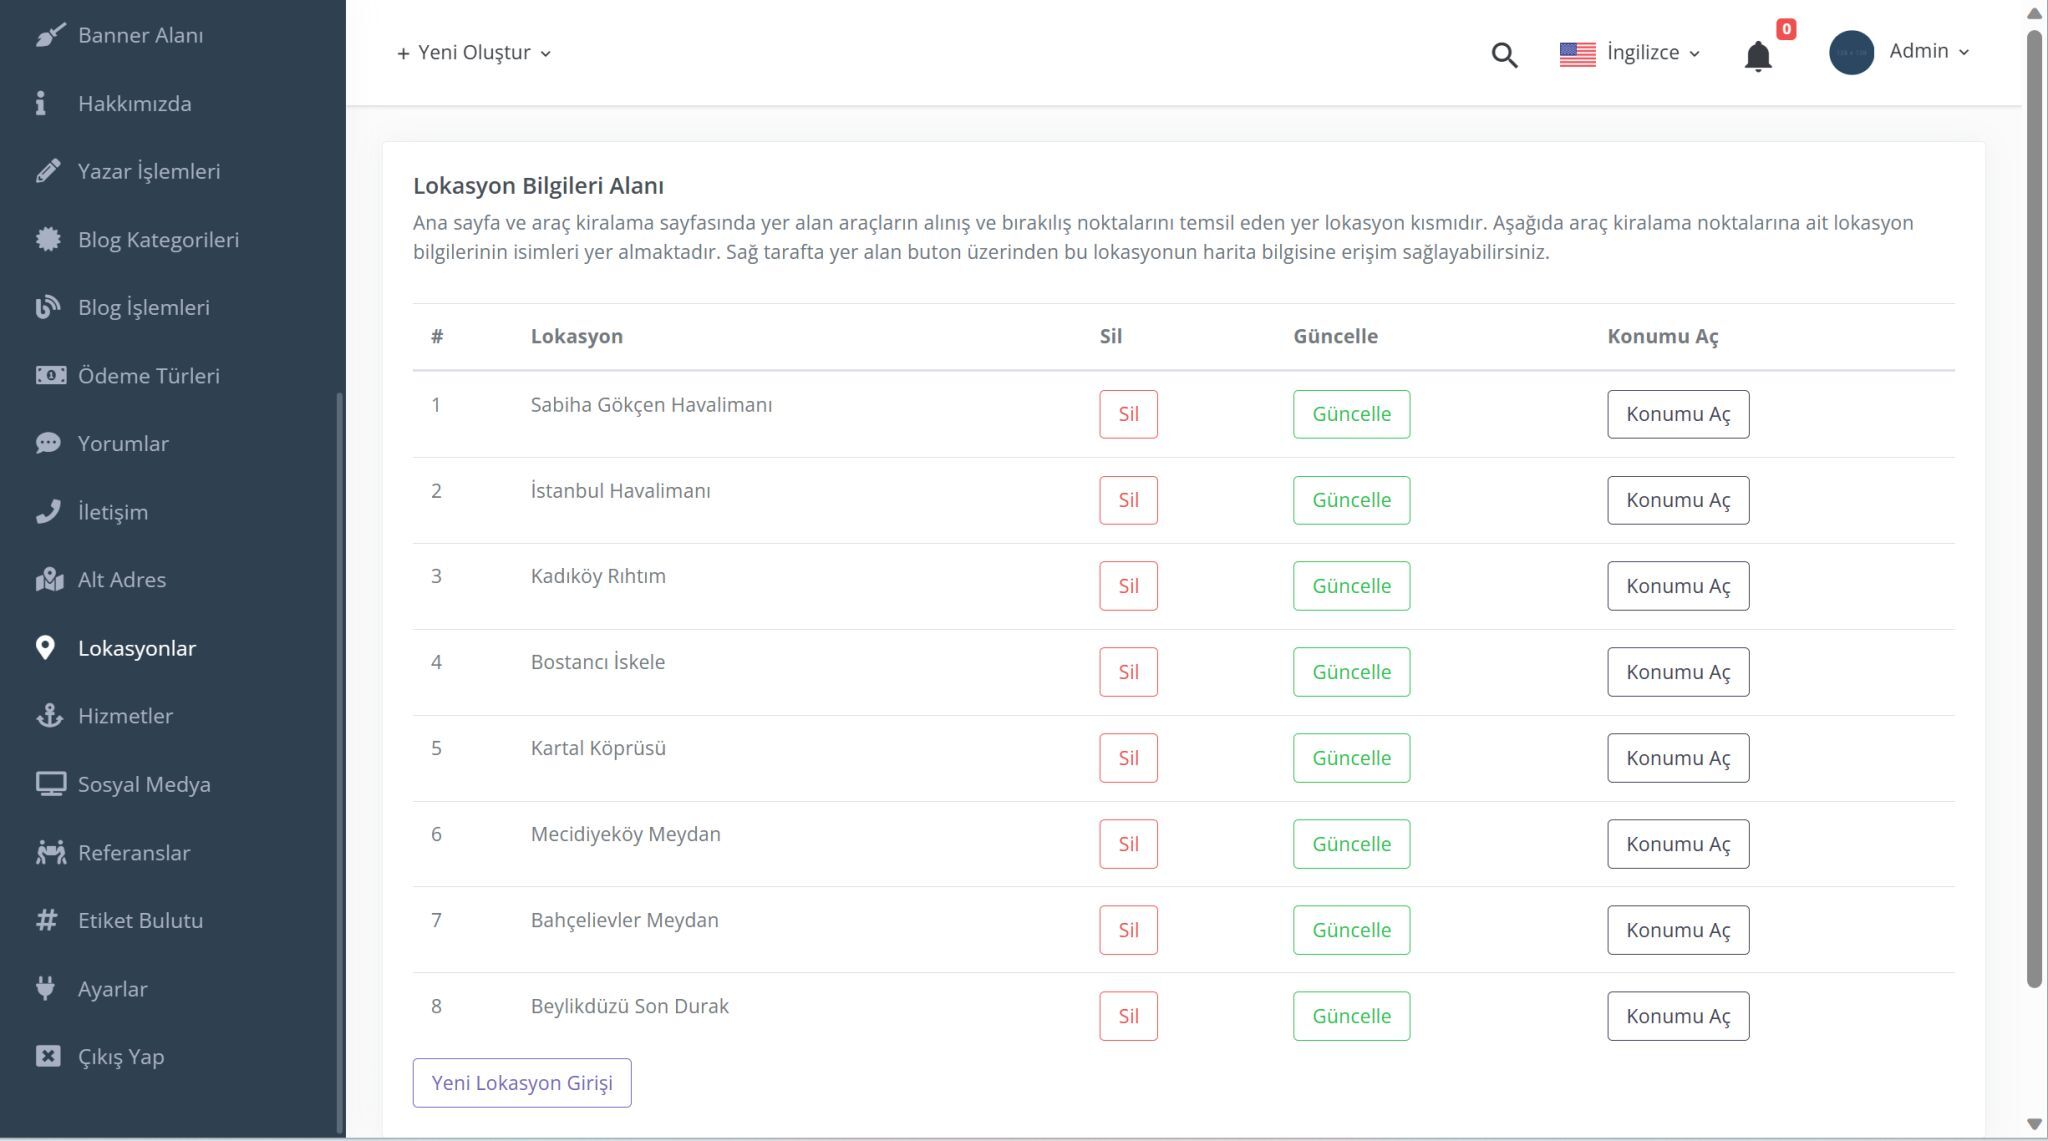 Banner Alanı
Hakkımızda
Yazar İşlemleri
Blog Kategorileri
Blog İşlemleri
Ödeme Türleri
Yorumlar
İletişim
Alt Adres
Lokasyonlar
Hizmetler
Sosyal Medya
Referanslar
Etiket Bulutu
Ayarlar
Çıkış Yap
+ Yeni Oluştur
İngilizce
0
Admin
Lokasyon Bilgileri Alanı
Ana sayfa ve araç kiralama sayfasında yer alan araçların alınış ve bırakılış noktalarını temsil eden yer lokasyon kısmıdır. Aşağıda araç kiralama noktalarına ait lokasyon
bilgilerinin isimleri yer almaktadır. Sağ tarafta yer alan buton üzerinden bu lokasyonun harita bilgisine erişim sağlayabilirsiniz.
# Lokasyon Sil Güncelle Konumu Aç
1 Sabiha Gökçen Havalimanı Sil Güncelle Konumu Aç
2 İstanbul Havalimanı Sil Güncelle Konumu Aç
3 Kadıköy Rıhtım Sil Güncelle Konumu Aç
4 Bostancı İskele Sil Güncelle Konumu Aç
5 Kartal Köprüsü Sil Güncelle Konumu Aç
6 Mecidiyeköy Meydan Sil Güncelle Konumu Aç
7 Bahçelievler Meydan Sil Güncelle Konumu Aç
8 Beylikdüzü Son Durak Sil Güncelle Konumu Aç
Yeni Lokasyon Girişi